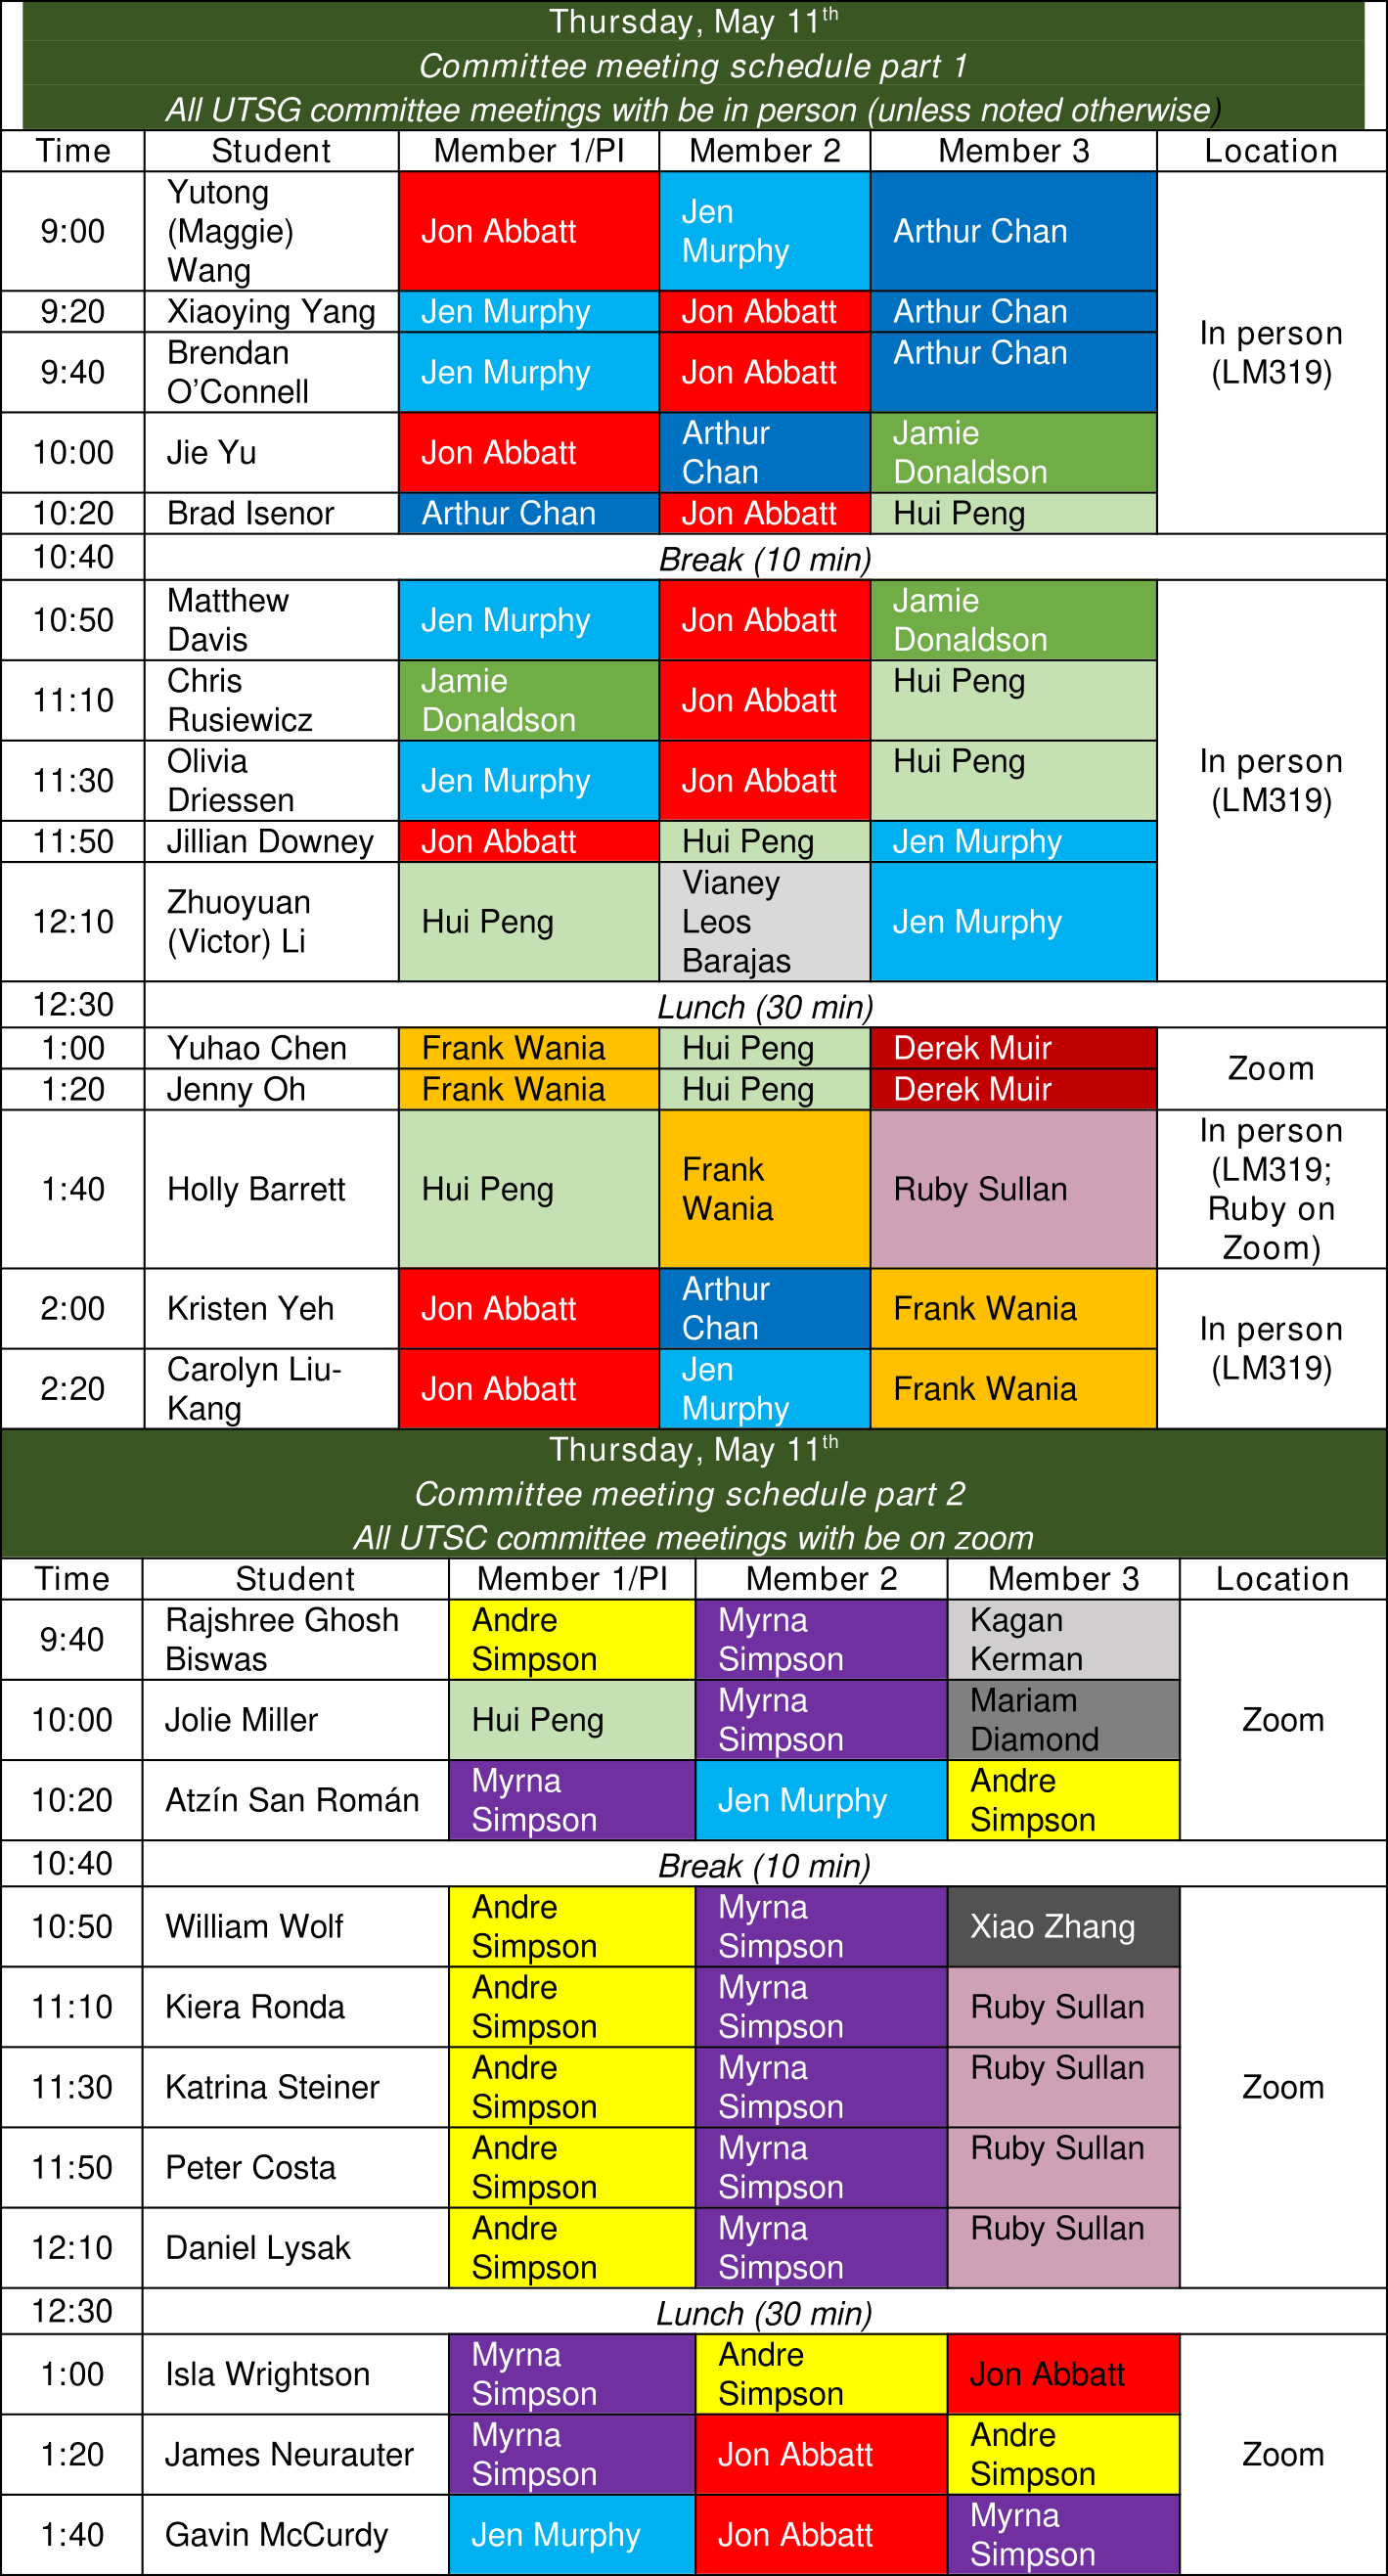 Thursday, May 11th
Committee meeting schedule part 1
All UTSG committee meetings with be in person (unless noted otherwise)
Time Student Member 1/PI Member 2 Member 3 Location
9:00 Yutong (Maggie) Wang Jon Abbatt Jen Murphy Arthur Chan In person (LM319)
9:20 Xiaoying Yang Jen Murphy Jon Abbatt Arthur Chan
9:40 Brendan O'Connell Jen Murphy Jon Abbatt Arthur Chan
10:00 Jie Yu Jon Abbatt Arthur Chan Jamie Donaldson
10:20 Brad Isenor Arthur Chan Jon Abbatt Hui Peng
10:40 Break (10 min)
10:50 Matthew Davis Jen Murphy Jon Abbatt Jamie Donaldson In person (LM319)
11:10 Chris Rusiewicz Jamie Donaldson Jon Abbatt Hui Peng
11:30 Olivia Driessen Jen Murphy Jon Abbatt Hui Peng
11:50 Jillian Downey Jon Abbatt Hui Peng Jen Murphy
12:10 Zhuoyuan (Victor) Li Hui Peng Vianey Leos Barajas Jen Murphy
12:30 Lunch (30 min)
1:00 Yuhao Chen Frank Wania Hui Peng Derek Muir Zoom
1:20 Jenny Oh Frank Wania Hui Peng Derek Muir
1:40 Holly Barrett Hui Peng Frank Wania Ruby Sullan In person (LM319; Ruby on Zoom)
2:00 Kristen Yeh Jon Abbatt Arthur Chan Frank Wania In person (LM319)
2:20 Carolyn Liu-Kang Jon Abbatt Jen Murphy Frank Wania
Thursday, May 11th
Committee meeting schedule part 2
All UTSC committee meetings with be on zoom
Time Student Member 1/PI Member 2 Member 3 Location
9:40 Rajshree Ghosh Biswas Andre Simpson Myrna Simpson Kagan Kerman Zoom
10:00 Jolie Miller Hui Peng Myrna Simpson Mariam Diamond
10:20 Atzín San Román Myrna Simpson Jen Murphy Andre Simpson
10:40 Break (10 min)
10:50 William Wolf Andre Simpson Myrna Simpson Xiao Zhang Zoom
11:10 Kiera Ronda Andre Simpson Myrna Simpson Ruby Sullan
11:30 Katrina Steiner Andre Simpson Myrna Simpson Ruby Sullan
11:50 Peter Costa Andre Simpson Myrna Simpson Ruby Sullan
12:10 Daniel Lysak Andre Simpson Myrna Simpson Ruby Sullan
12:30 Lunch (30 min)
1:00 Isla Wrightson Myrna Simpson Andre Simpson Jon Abbatt Zoom
1:20 James Neurauter Myrna Simpson Jon Abbatt Andre Simpson
1:40 Gavin McCurdy Jen Murphy Jon Abbatt Myrna Simpson